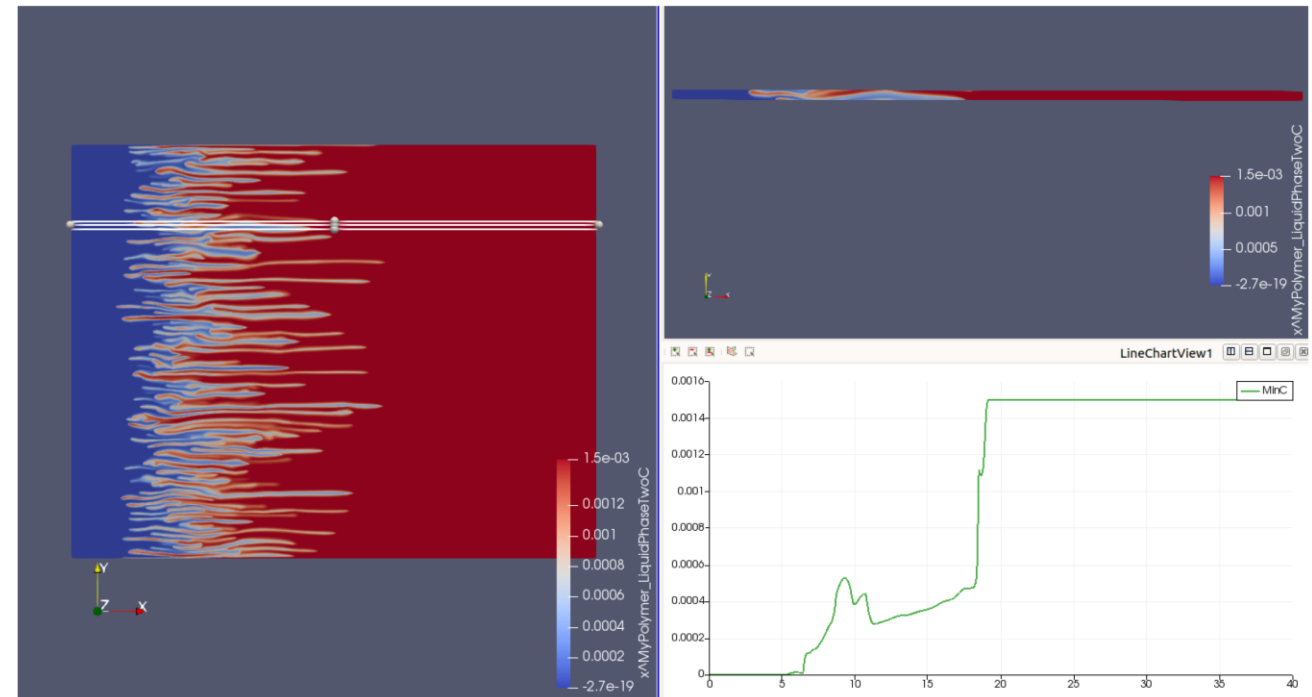 1.5e-03
0.0012
0.001
0.0008
0.0006
0.0004
0.0002
-2.7e-19
x^MyPolymer_LiquidPhaseTwoC
Y
Z X
1.5e-03
0.001
0.0005
-2.7e-19
x^MyPolymer_LiquidPhaseTwoC
Y
Z X
LineChartView1
MinC
0.0016
0.0014
0.0012
0.001
0.0008
0.0006
0.0004
0.0002
0
0 5 10 15 20 25 30 35 40